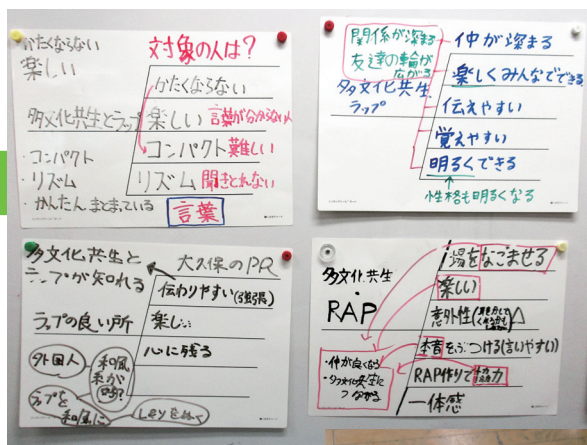 かたくならない
楽しい
対象の人は?
かたくならない
多文化共生とラップ
楽しい 言葉が分からない人
・コンパクト
コンパクト 難しい
・リズム
リズム 聞きとれない
・かんたん まとまっている
言葉
関係が深まる
友達の輪が
広がる
仲が深まる
楽しくみんなでできる
多文化共生
ラップ
伝えやすい
覚えやすい
明るくできる
性格も明るくなる
多文化共生と
ラップが知れる
大久保のPR
伝わりやすい(強弱)
ラップの良い所
楽しい
心に残る
外国人
和風
ラップを
和風に
場をなごませる
多文化共生
RAP
楽しい
意外性
をぶつける(言いやすい)
・仲が良くなる
・多文化共生に
つながる
RAP作りで協力
一体感